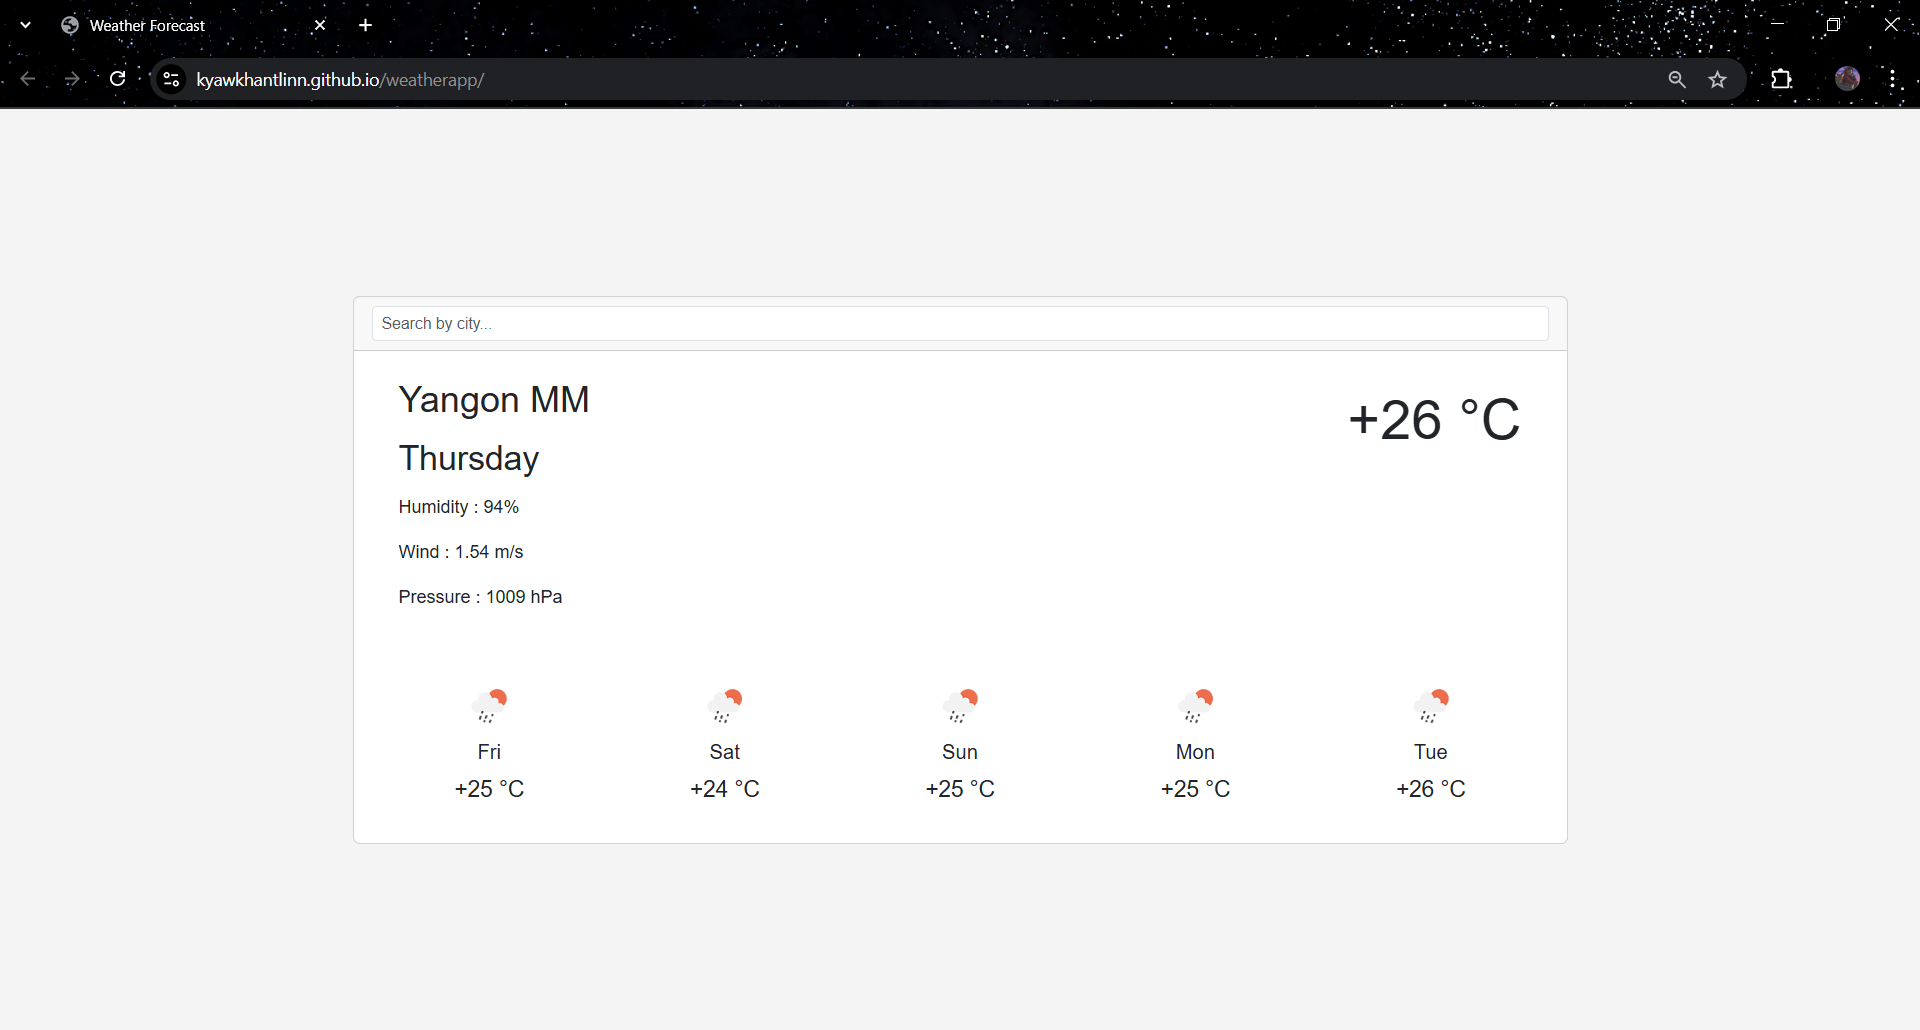 Weather Forecast
kyawkhantlinn.github.io/weatherapp/
Search by city...
Yangon MM
+26 °C
Thursday
Humidity : 94%
Wind : 1.54 m/s
Pressure : 1009 hPa
Fri Sat Sun Mon Tue
+25 °C +24 °C +25 °C +25 °C +26 °C